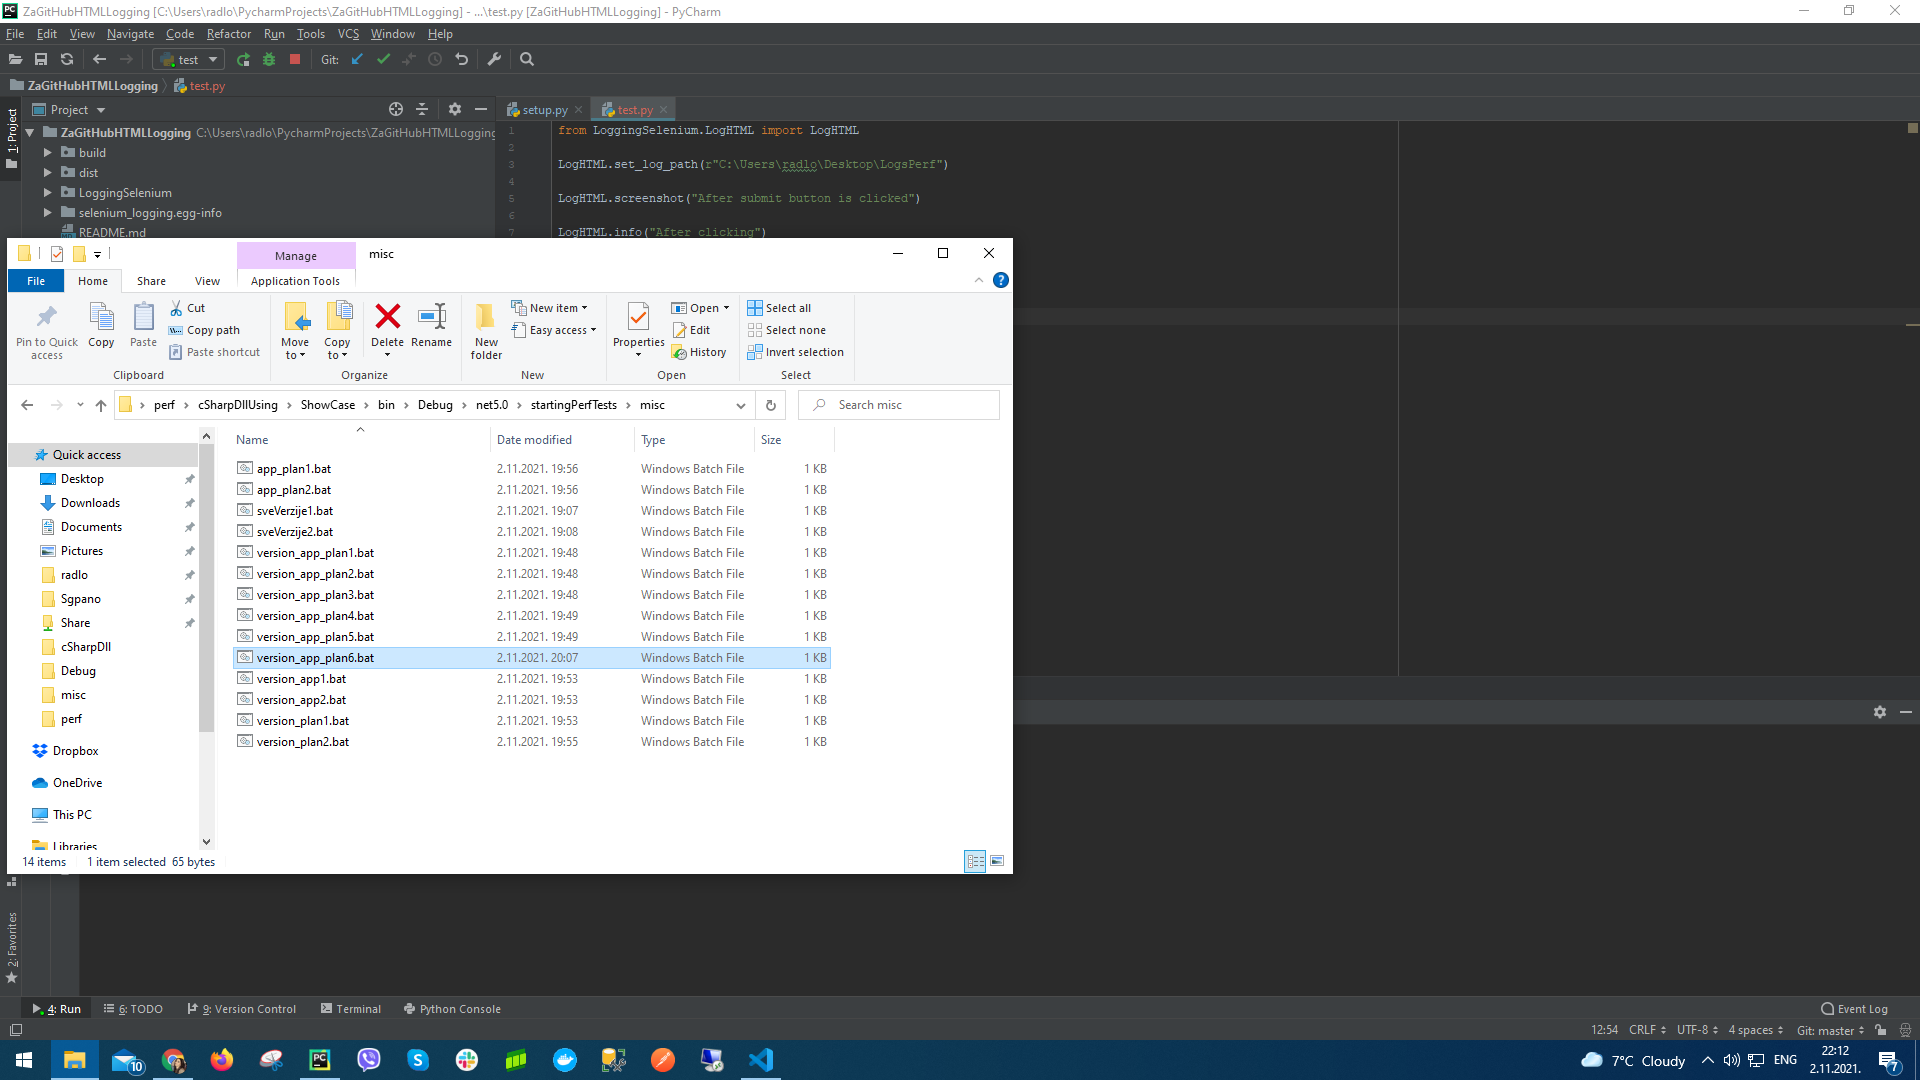 ZaGitHubHTMLLogging [C:\Users\radlo\PycharmProjects\ZaGitHubHTMLLogging] - ...\test.py [ZaGitHubHTMLLogging] - PyCharm
File Edit View Navigate Code Refactor Run Tools VCS Window Help
test Git:
ZaGitHubHTMLLogging test.py
1: Project
Project
setup.py test.py
ZaGitHubHTMLLogging C:\Users\radlo\PycharmProjects\ZaGitHubHTMLLogging
build
dist
LoggingSelenium
selenium_logging.egg-info
README.md
1 from LoggingSelenium.LogHTML import LogHTML
2
3 LogHTML.set_log_path(r"C:\Users\radlo\Desktop\LogsPerf")
4
5 LogHTML.screenshot("After submit button is clicked")
6
7 LogHTML.info("After clicking")
Manage misc
File Home Share View Application Tools
Pin to Quick access
Copy
Paste
Cut
Copy path
Paste shortcut
Clipboard
Move to
Copy to
Delete
Rename
Organize
New folder
New item
Easy access
New
Properties
Open
Edit
History
Open
Select all
Select none
Invert selection
Select
perf cSharpDllUsing ShowCase bin Debug net5.0 startingPerfTests misc
Search misc
Quick access
Desktop
Downloads
Documents
Pictures
radlo
Sgpano
Share
cSharpDll
Debug
misc
perf
Dropbox
OneDrive
This PC
Libraries
Name Date modified Type Size
app_plan1.bat 2.11.2021. 19:56 Windows Batch File 1 KB
app_plan2.bat 2.11.2021. 19:56 Windows Batch File 1 KB
sveVerzije1.bat 2.11.2021. 19:07 Windows Batch File 1 KB
sveVerzije2.bat 2.11.2021. 19:08 Windows Batch File 1 KB
version_app_plan1.bat 2.11.2021. 19:48 Windows Batch File 1 KB
version_app_plan2.bat 2.11.2021. 19:48 Windows Batch File 1 KB
version_app_plan3.bat 2.11.2021. 19:48 Windows Batch File 1 KB
version_app_plan4.bat 2.11.2021. 19:49 Windows Batch File 1 KB
version_app_plan5.bat 2.11.2021. 19:49 Windows Batch File 1 KB
version_app_plan6.bat 2.11.2021. 20:07 Windows Batch File 1 KB
version_app1.bat 2.11.2021. 19:53 Windows Batch File 1 KB
version_app2.bat 2.11.2021. 19:53 Windows Batch File 1 KB
version_plan1.bat 2.11.2021. 19:53 Windows Batch File 1 KB
version_plan2.bat 2.11.2021. 19:55 Windows Batch File 1 KB
14 items 1 item selected 65 bytes
2: Favorites
4: Run 6: TODO 9: Version Control Terminal Python Console Event Log
12:54 CRLF UTF-8 4 spaces Git: master
10
7°C Cloudy
ENG
22:12
2.11.2021.
7